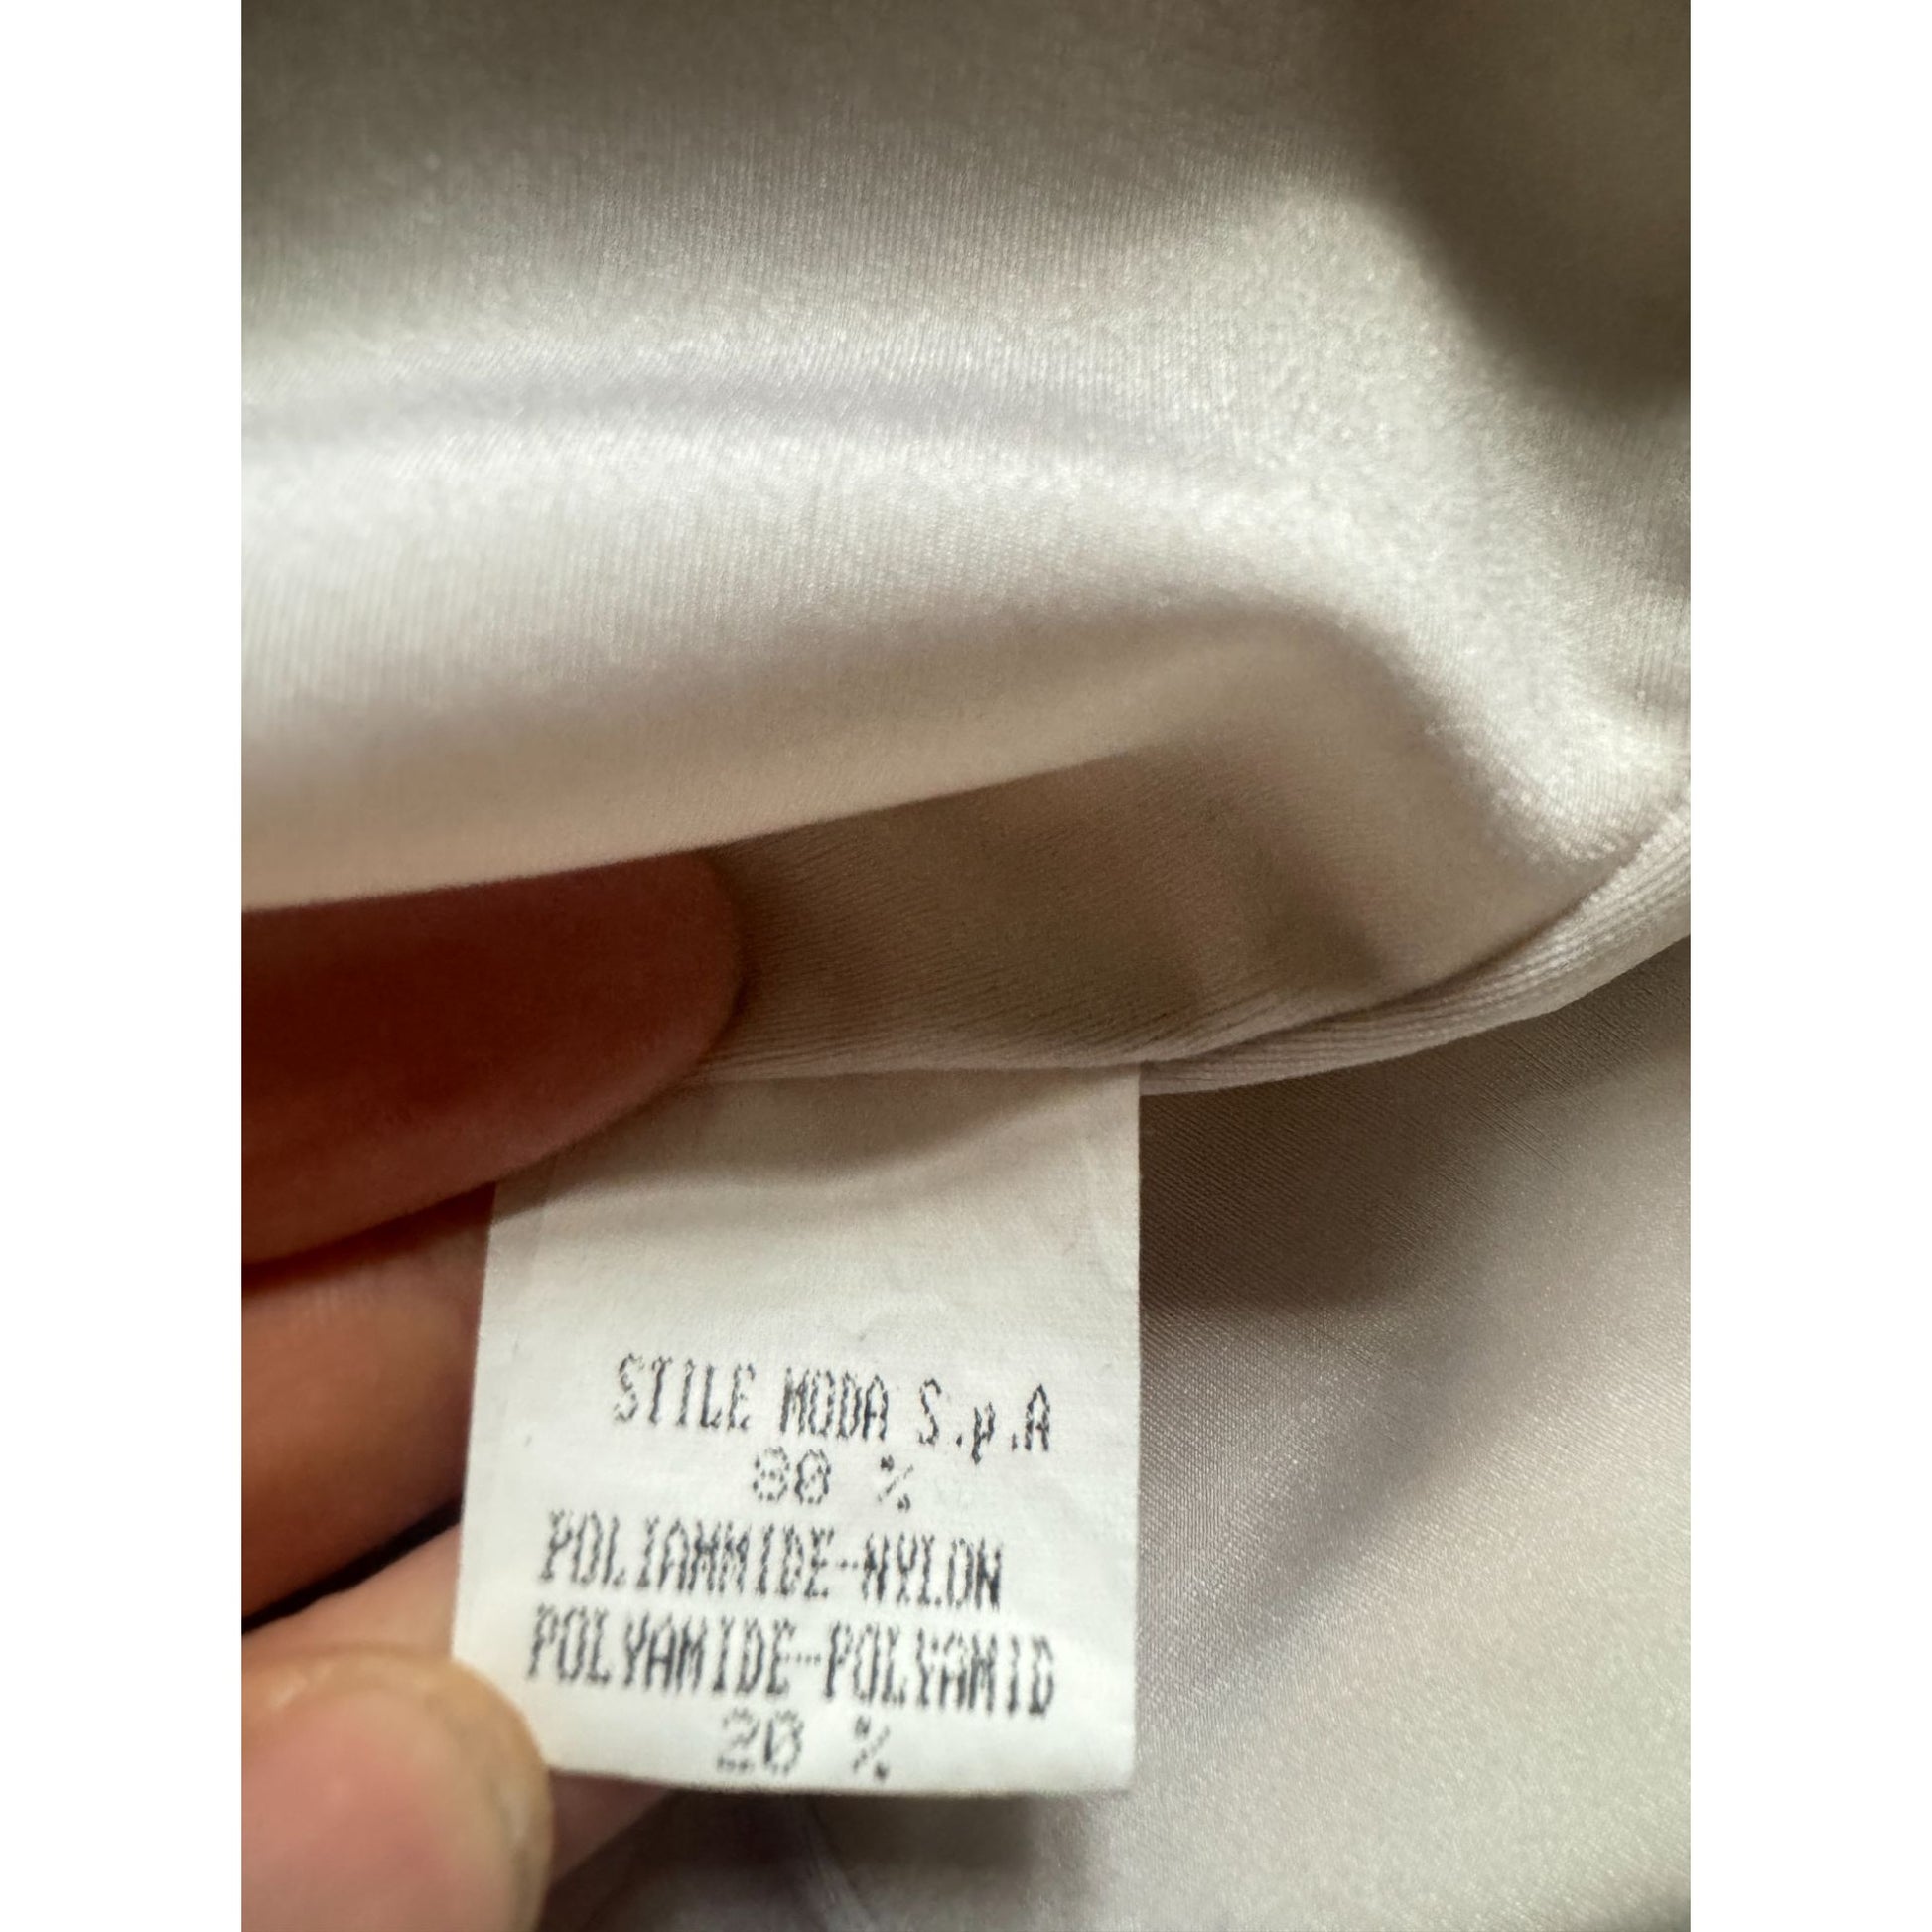 STILE MODA S.p.A
80 %
POLIAMMIDE-NYLON
POLYAMIDE-POLYAMID
20 %